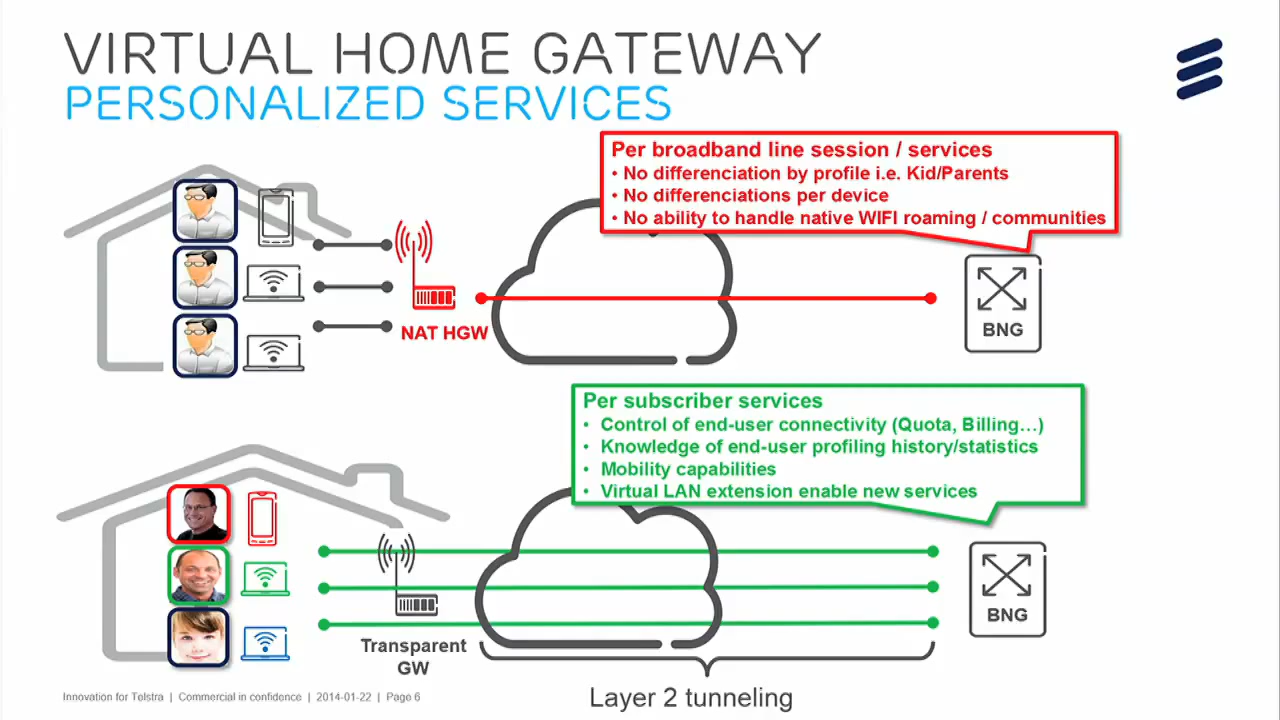 VIRTUAL HOME GATEWAY
PERSONALIZED SERVICES
Per broadband line session / services
• No differenciation by profile i.e. Kid/Parents
• No differenciations per device
• No ability to handle native WIFI roaming / communities
NAT HGW
BNG
Per subscriber services
• Control of end-user connectivity (Quota, Billing…)
• Knowledge of end-user profiling history/statistics
• Mobility capabilities
• Virtual LAN extension enable new services
BNG
Transparent
GW
Layer 2 tunneling
Innovation for Telstra | Commercial in confidence | 2014-01-22 | Page 6